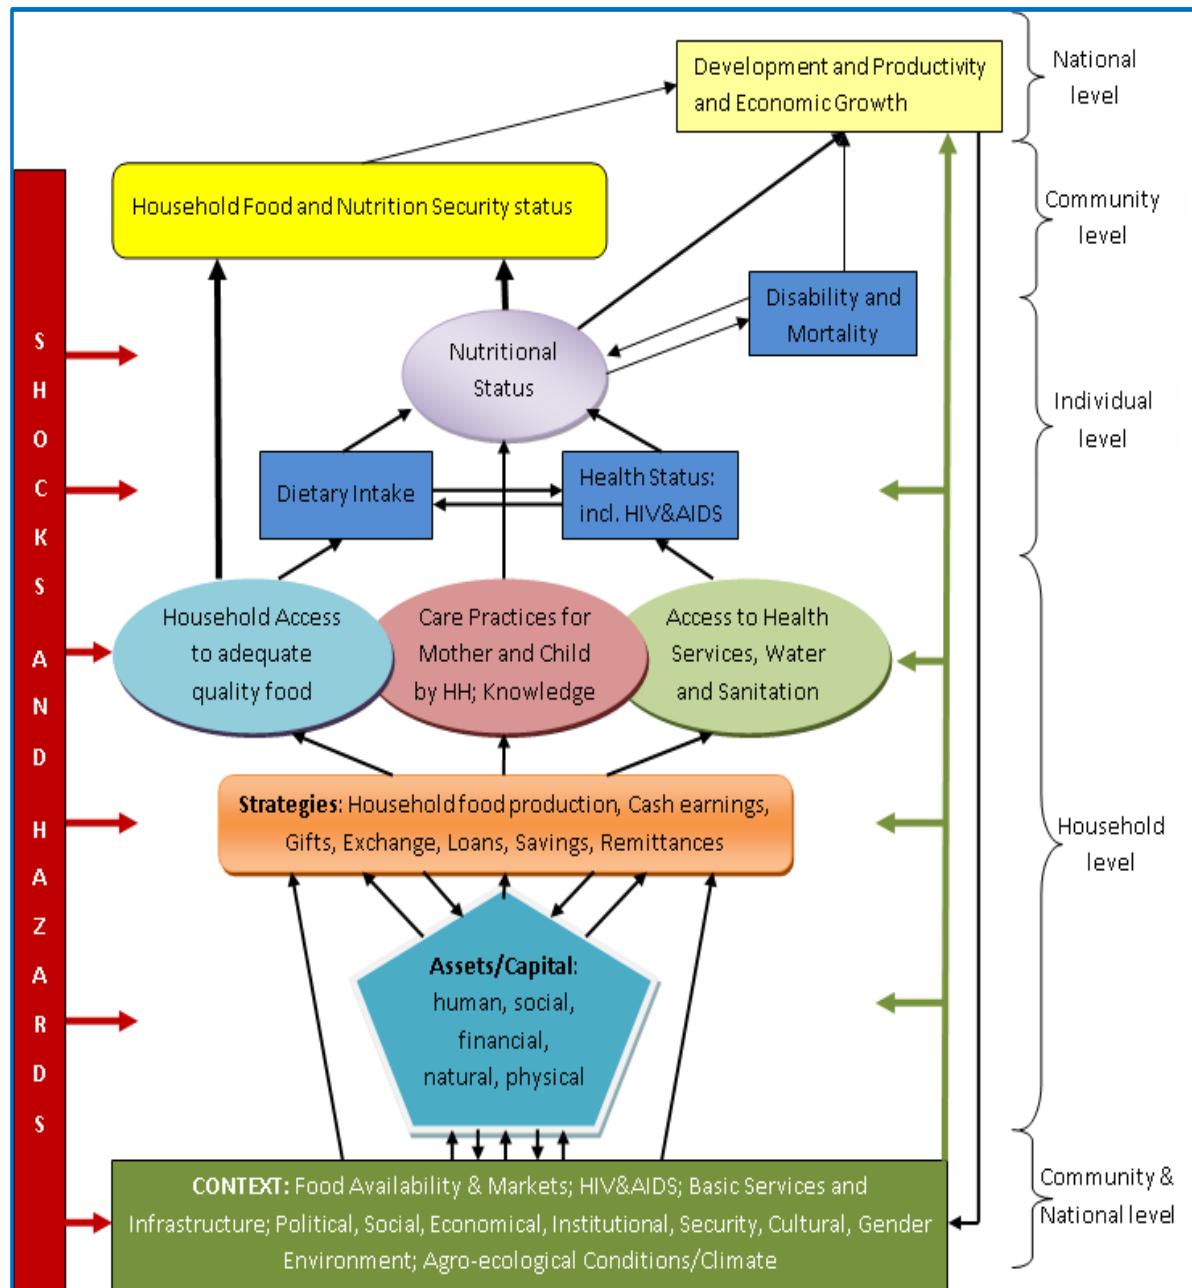 Development and Productivity
and Economic Growth
National
level
Household Food and Nutrition Security status
Community
level
Disability and
Mortality
Nutritional
Status
Individual
level
Dietary Intake
Health Status:
incl. HIV&AIDS
Household Access
to adequate
quality food
Care Practices for
Mother and Child
by HH; Knowledge
Access to Health
Services, Water
and Sanitation
Strategies: Household food production, Cash earnings,
Gifts, Exchange, Loans, Savings, Remittances
Household
level
Assets/Capital:
human, social,
financial,
natural, physical
CONTEXT: Food Availability & Markets; HIV&AIDS; Basic Services and
Infrastructure; Political, Social, Economical, Institutional, Security, Cultural, Gender
Environment; Agro-ecological Conditions/Climate
Community &
National level
SHOCKS AND HAZARDS